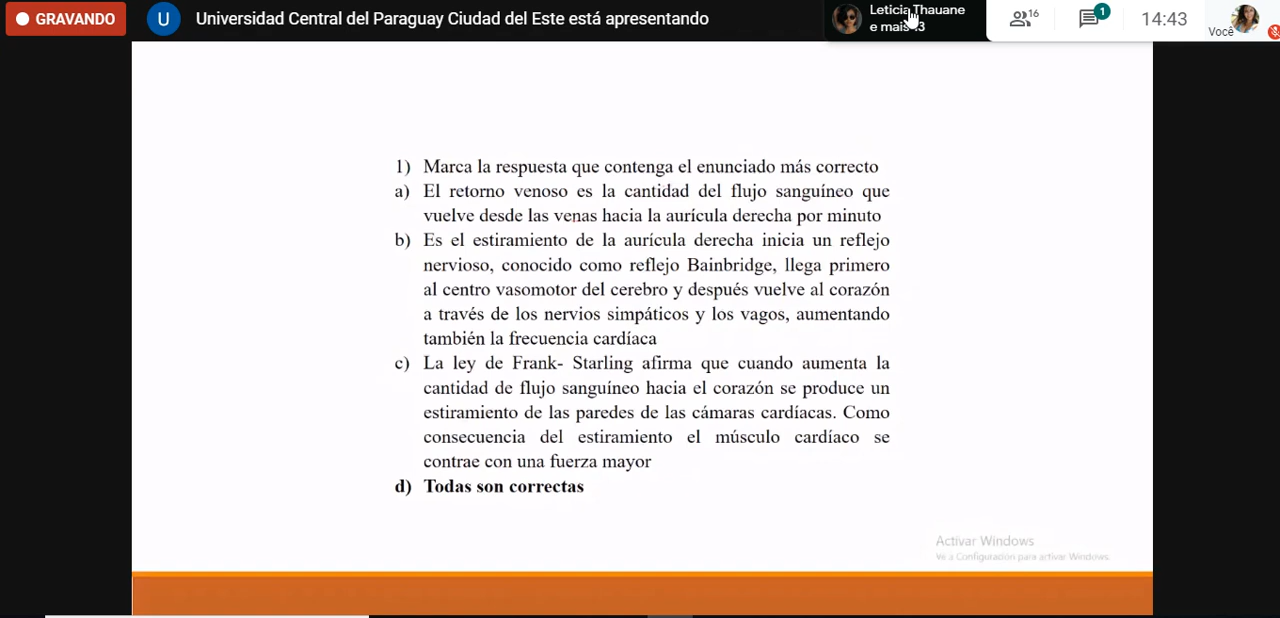 GRAVANDO
U
Universidad Central del Paraguay Ciudad del Este está apresentando
Leticia Thauane
e mais
16
1
14:43
Você
1) Marca la respuesta que contenga el enunciado más correcto
a) El retorno venoso es la cantidad del flujo sanguíneo que
vuelve desde las venas hacia la aurícula derecha por minuto
b) Es el estiramiento de la aurícula derecha inicia un reflejo
nervioso, conocido como reflejo Bainbridge, llega primero
al centro vasomotor del cerebro y después vuelve al corazón
a través de los nervios simpáticos y los vagos, aumentando
también la frecuencia cardíaca
c) La ley de Frank- Starling afirma que cuando aumenta la
cantidad de flujo sanguíneo hacia el corazón se produce un
estiramiento de las paredes de las cámaras cardíacas. Como
consecuencia del estiramiento el músculo cardíaco se
contrae con una fuerza mayor
d) Todas son correctas
Activar Windows
Ve a Configuración para activar Windows.